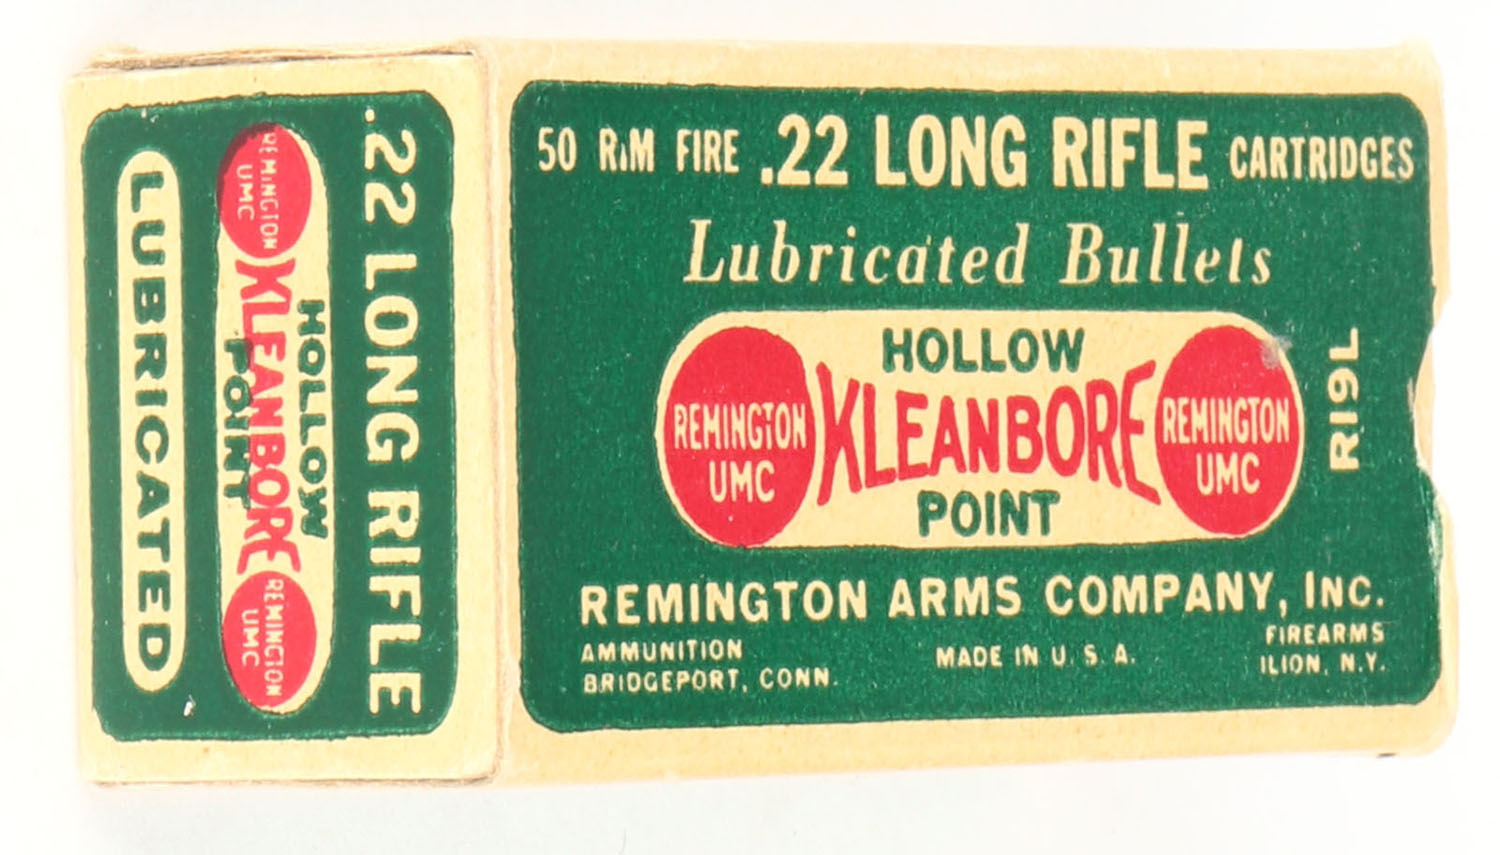 .22 LONG RIFLE
HOLLOW
REMINGTON
UMC
KLEANBORE
REMINGTON
UMC
POINT
LUBRICATED
50 RIM FIRE .22 LONG RIFLE CARTRIDGES
Lubricated Bullets
HOLLOW
REMINGTON
UMC
KLEANBORE
REMINGTON
UMC
POINT
R19L
REMINGTON ARMS COMPANY, INC.
AMMUNITION
BRIDGEPORT, CONN.
MADE IN U. S. A.
FIREARMS
ILION, N.Y.